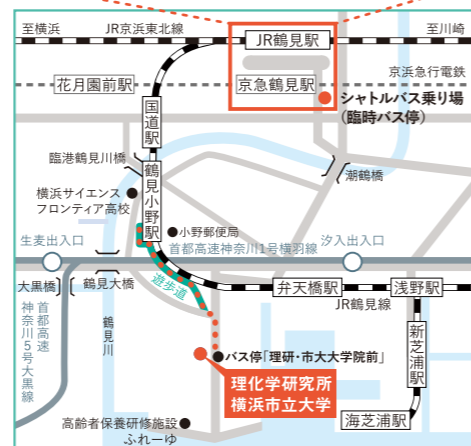 至横浜
JR京浜東北線
JR鶴見駅
至川崎
京浜急行電鉄
花月園前駅
京急鶴見駅
シャトルバス乗り場
(臨時バス停)
国道駅
臨港鶴見川橋
潮鶴橋
鶴見小野駅
横浜サイエンス
フロンティア高校
小野郵便局
生麦出入口
首都高速神奈川1号横羽線
汐入出入口
大黒橋
鶴見大橋
遊歩道
弁天橋駅
浅野駅
JR鶴見線
首都高速
神奈川5号大黒線
鶴見川
新芝浦駅
バス停「理研・市大大学院前」
理化学研究所
横浜市立大学
高齢者保養研修施設
ふれーゆ
海芝浦駅